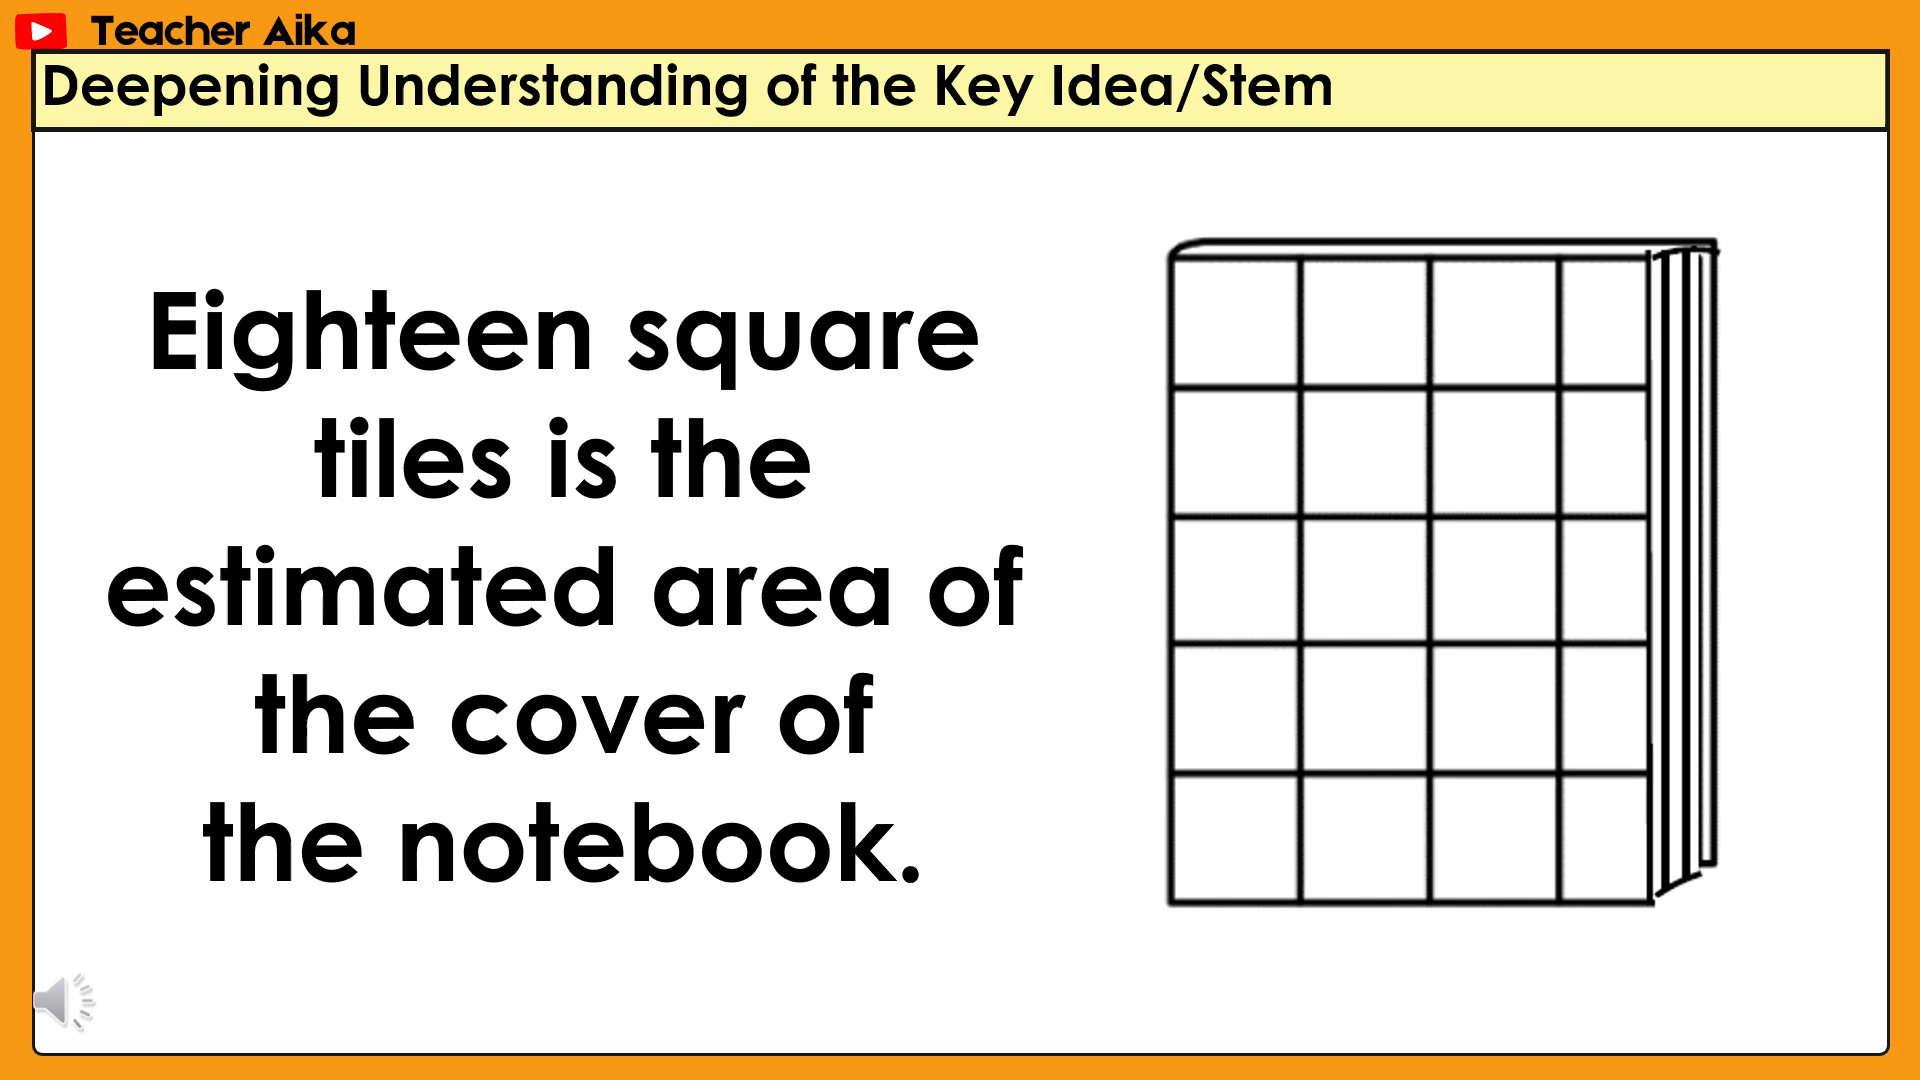 Teacher Aika
Deepening Understanding of the Key Idea/Stem
Eighteen square
tiles is the
estimated area of
the cover of
the notebook.